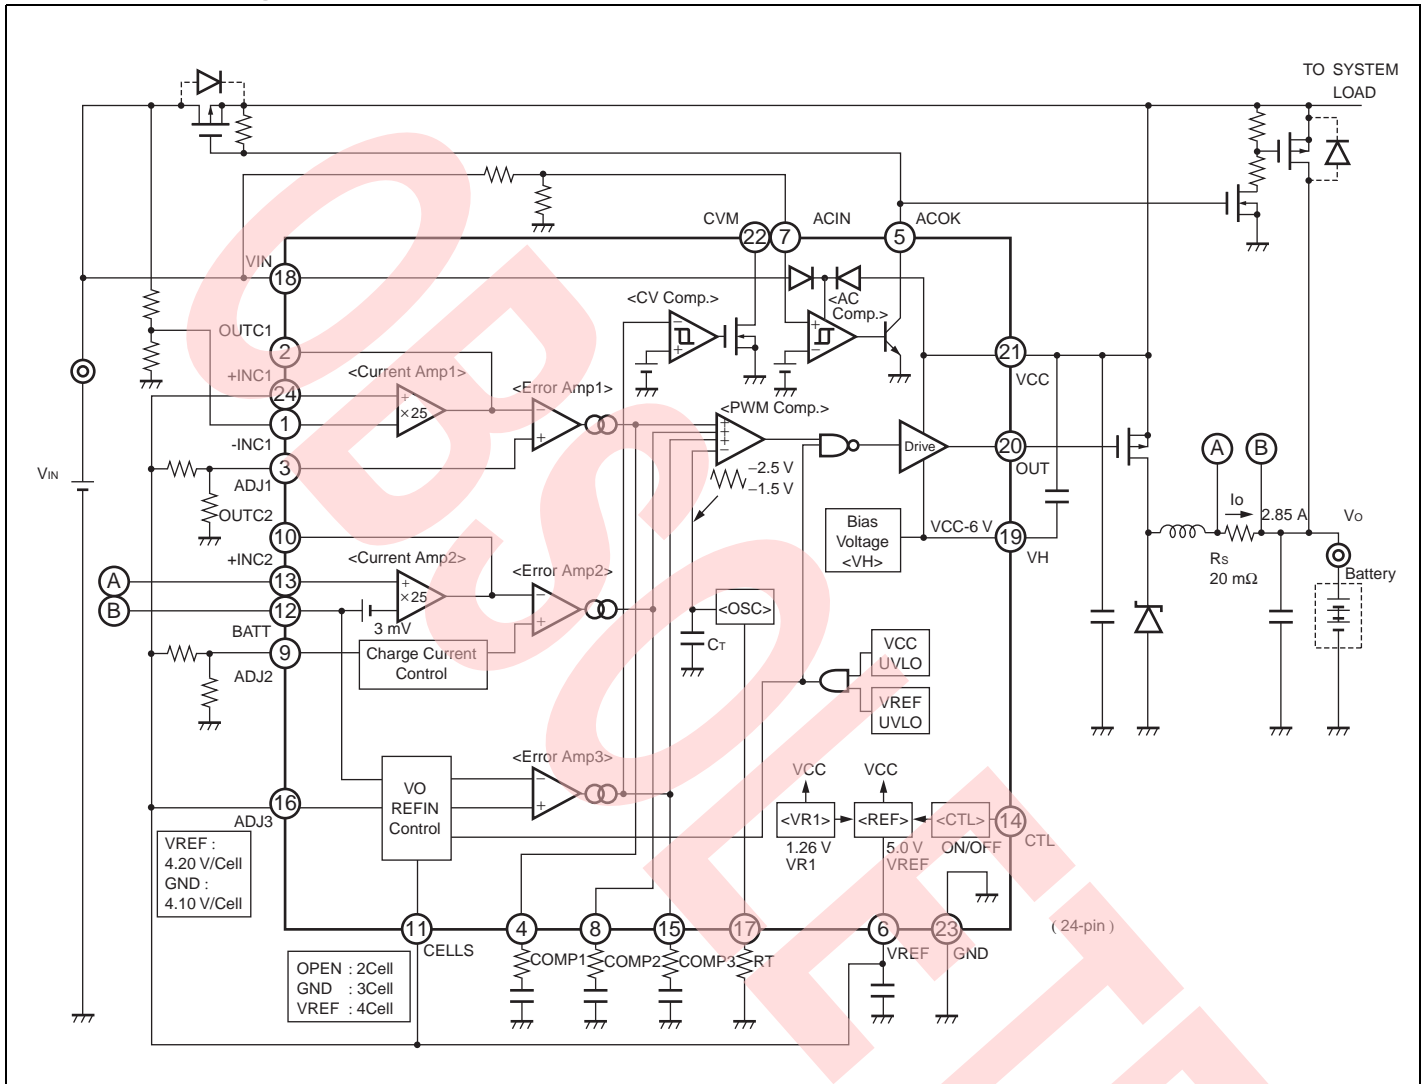 TO SYSTEM
LOAD
CVM
22
7
ACIN
5
ACOK
VIN
18
<CV Comp.>
<AC
Comp.>
OUTC1
2
21
VCC
+INC1
24
<Current Amp1>
×25
<Error Amp1>
<PWM Comp.>
1
-INC1
Drive
20
OUT
A
B
VIN
3
ADJ1
−2.5 V
−1.5 V
Io
2.85 A
VO
OUTC2
10
Bias
Voltage
<VH>
VCC-6 V
19
VH
RS
20 mΩ
Battery
+INC2
<Current Amp2>
<Error Amp2>
A
13
×25
B
12
3 mV
<OSC>
BATT
CT
9
ADJ2
Charge Current
Control
VCC
UVLO
VREF
UVLO
<Error Amp3>
VO
REFIN
Control
VCC
VCC
16
ADJ3
<VR1>
<REF>
<CTL>
14
CTL
1.26 V
VR1
5.0 V
VREF
ON/OFF
VREF :
4.20 V/Cell
GND :
4.10 V/Cell
11
CELLS
4
COMP1
8
COMP2
15
COMP3
17
RT
6
VREF
23
GND
( 24-pin )
OPEN : 2Cell
GND : 3Cell
VREF : 4Cell
OBSOLETE